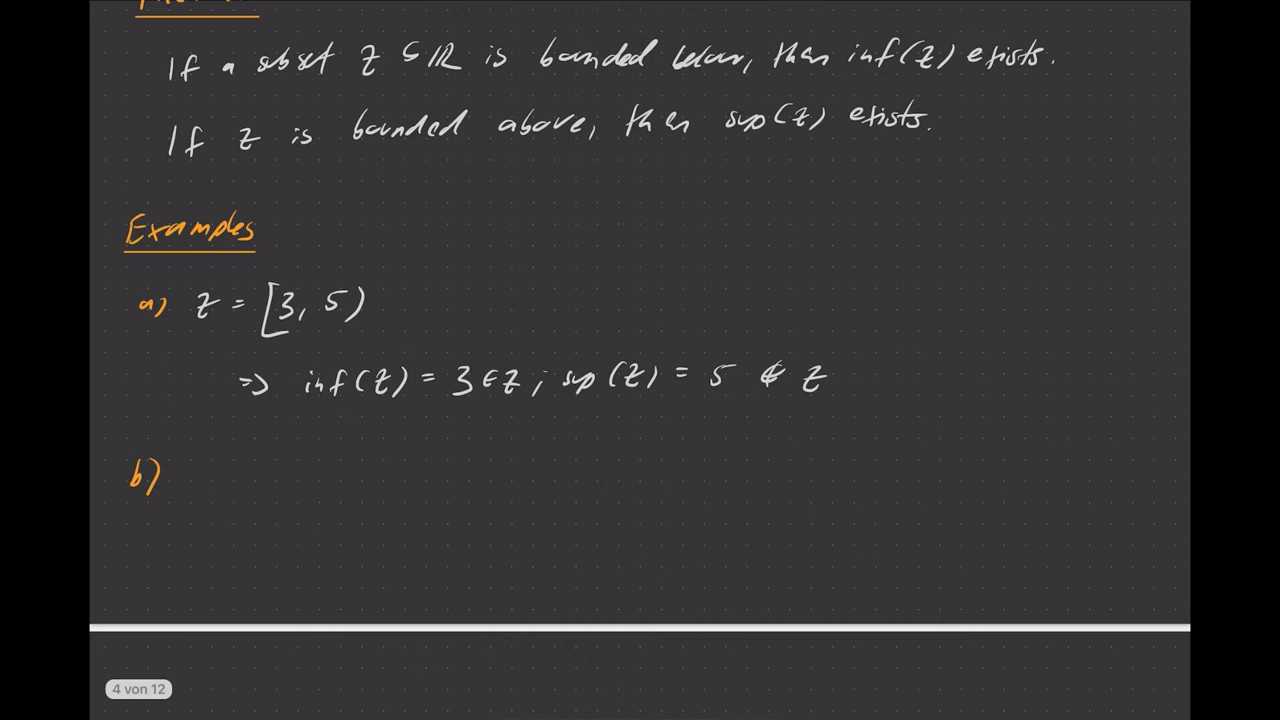 If a subset Z ⊆ ℝ is bounded below, then inf(Z) exists.
If Z is bounded above, then sup(Z) exists.
Examples
a) Z = [3, 5)
=> inf(Z) = 3 ∈ Z ; sup(Z) = 5 ∉ Z
b)
4 von 12